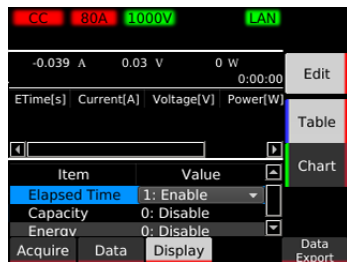 CC 80A 1000V LAN
-0.039 A 0.03 V 0 W
0:00:00
Edit
ETime[s] Current[A] Voltage[V] Power[W]
Table
Chart
Item Value
Elapsed Time 1: Enable
Capacity 0: Disable
Energy 0: Disable
Acquire Data Display Data
Export